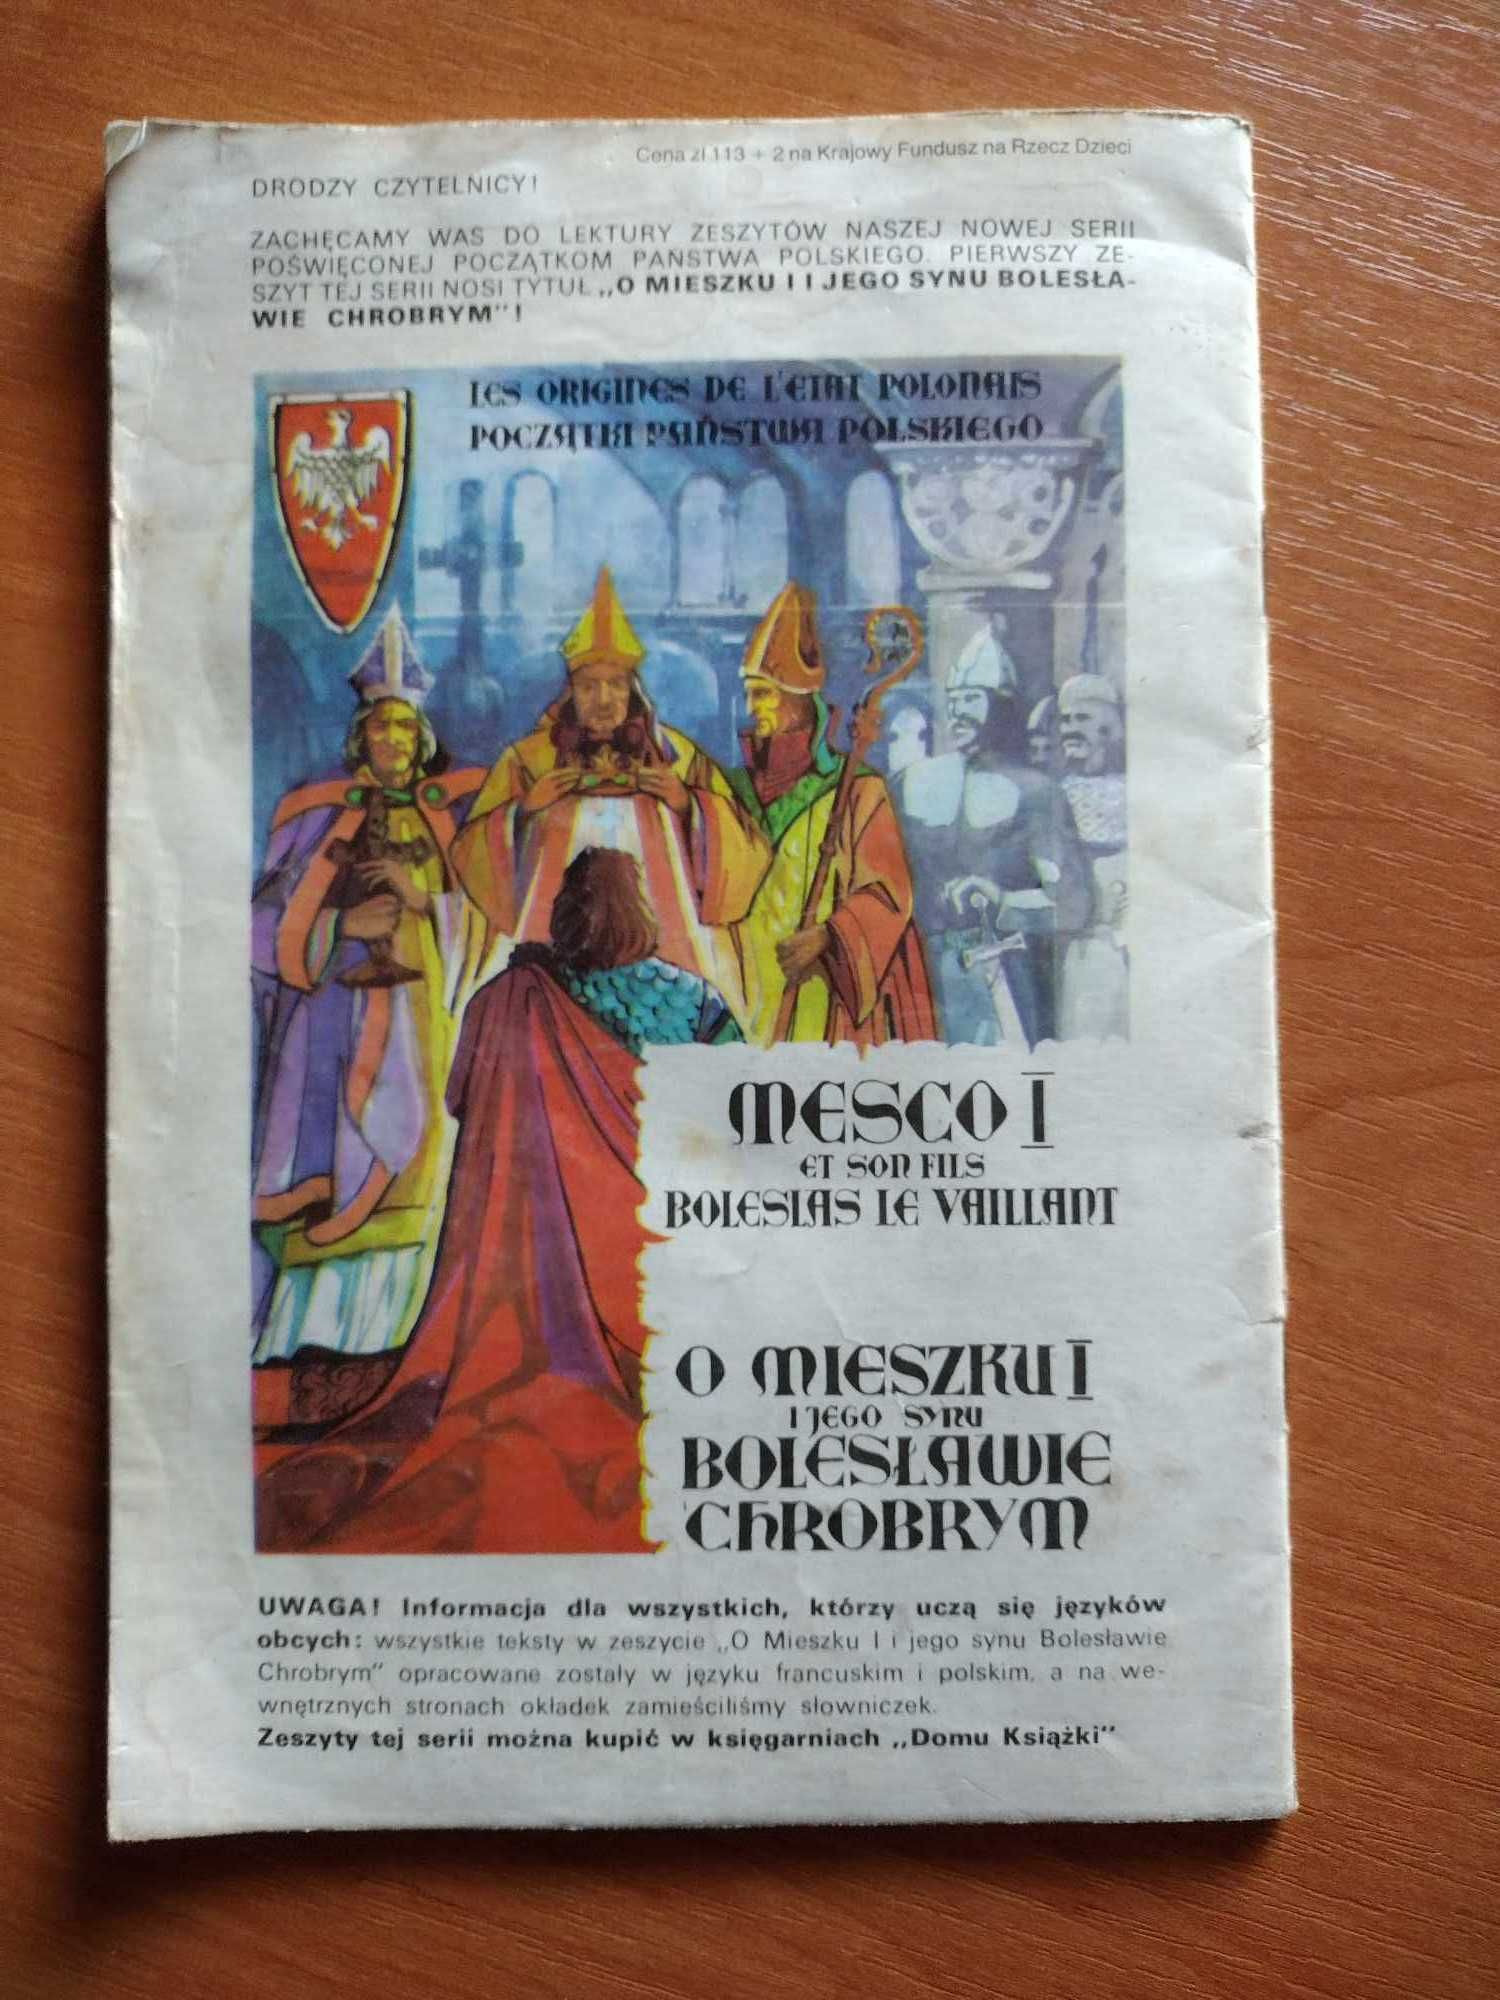 Cena zł 113 + 2 na Krajowy Fundusz na Rzecz Dzieci
DRODZY CZYTELNICY!
ZACHĘCAMY WAS DO LEKTURY ZESZYTÓW NASZEJ NOWEJ SERII
POŚWIĘCONEJ POCZĄTKOM PAŃSTWA POLSKIEGO. PIERWSZY ZE-
SZYT TEJ SERII NOSI TYTUŁ „O MIESZKU I I JEGO SYNU BOLESŁA-
WIE CHROBRYM"!
LES ORIGINES DE L'ETAT POLONAIS
POCZĄTKI PAŃSTWA POLSKIEGO
MESCO I
ET SON FILS
BOLESLAS LE VAILLANT
O MIESZKU I
I JEGO SYNU
BOLESŁAWIE
CHROBRYM
UWAGA! Informacja dla wszystkich, którzy uczą się języków
obcych: wszystkie teksty w zeszycie „O Mieszku I i jego synu Bolesławie
Chrobrym" opracowane zostały w języku francuskim i polskim, a na we-
wnętrznych stronach okładek zamieściliśmy słowniczek.
Zeszyty tej serii można kupić w księgarniach „Domu Książki"